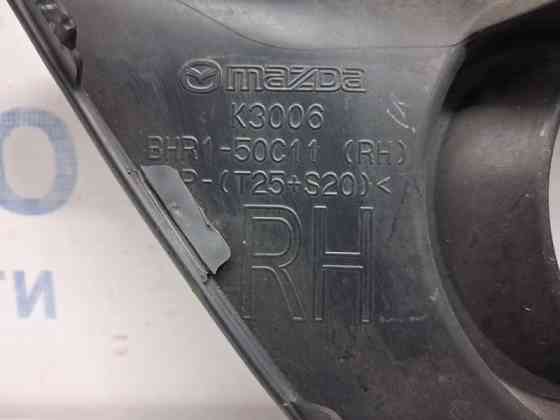 mazda
K3006
BHR1-50C11 (RH)
P-(T25+S20)<
RH